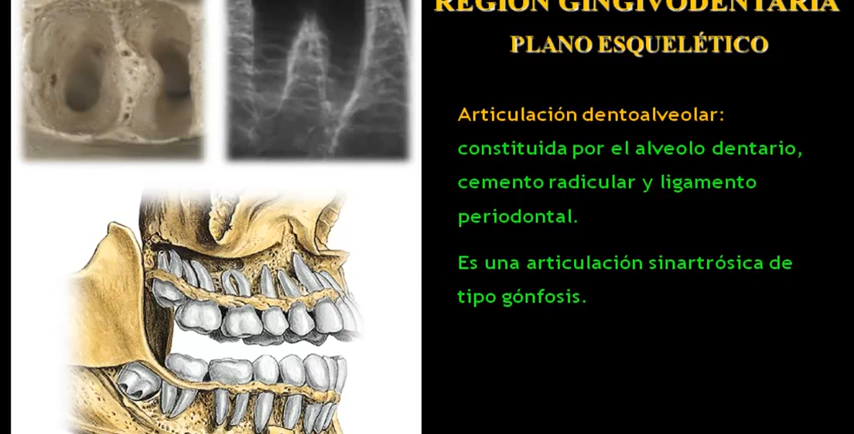 REGIÓN GINGIVODENTARIA
PLANO ESQUELÉTICO
Articulación dentoalveolar:
constituida por el alveolo dentario,
cemento radicular y ligamento
periodontal.
Es una articulación sinartrósica de
tipo gónfosis.